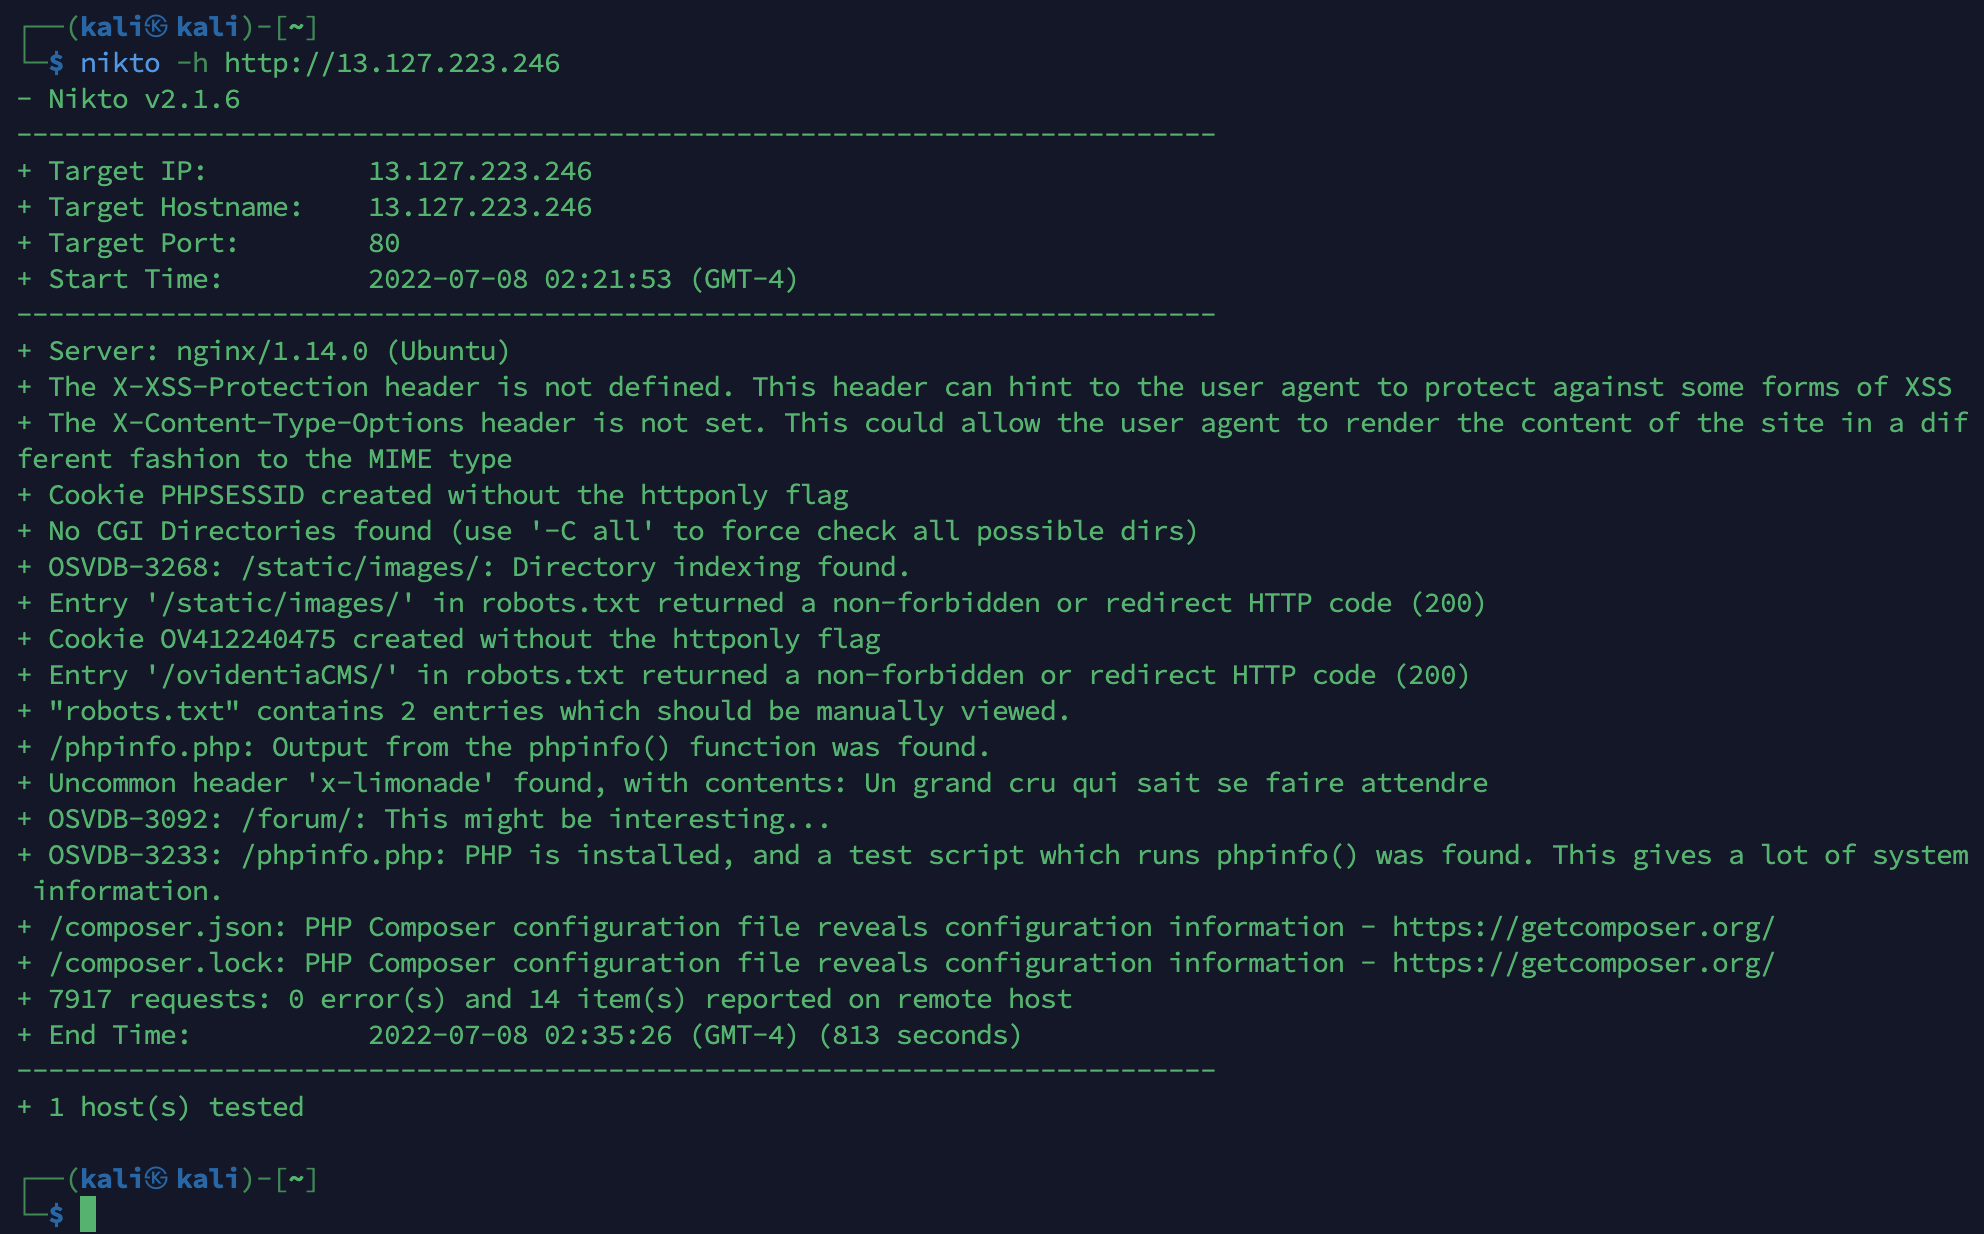 ┌──(kali㉿kali)-[~]
└─$ nikto -h http://13.127.223.246
- Nikto v2.1.6
---------------------------------------------------------------------------
+ Target IP:          13.127.223.246
+ Target Hostname:    13.127.223.246
+ Target Port:        80
+ Start Time:         2022-07-08 02:21:53 (GMT-4)
---------------------------------------------------------------------------
+ Server: nginx/1.14.0 (Ubuntu)
+ The X-XSS-Protection header is not defined. This header can hint to the user agent to protect against some forms of XSS
+ The X-Content-Type-Options header is not set. This could allow the user agent to render the content of the site in a dif
ferent fashion to the MIME type
+ Cookie PHPSESSID created without the httponly flag
+ No CGI Directories found (use '-C all' to force check all possible dirs)
+ OSVDB-3268: /static/images/: Directory indexing found.
+ Entry '/static/images/' in robots.txt returned a non-forbidden or redirect HTTP code (200)
+ Cookie OV412240475 created without the httponly flag
+ Entry '/ovidentiaCMS/' in robots.txt returned a non-forbidden or redirect HTTP code (200)
+ "robots.txt" contains 2 entries which should be manually viewed.
+ /phpinfo.php: Output from the phpinfo() function was found.
+ Uncommon header 'x-limonade' found, with contents: Un grand cru qui sait se faire attendre
+ OSVDB-3092: /forum/: This might be interesting...
+ OSVDB-3233: /phpinfo.php: PHP is installed, and a test script which runs phpinfo() was found. This gives a lot of system
 information.
+ /composer.json: PHP Composer configuration file reveals configuration information - https://getcomposer.org/
+ /composer.lock: PHP Composer configuration file reveals configuration information - https://getcomposer.org/
+ 7917 requests: 0 error(s) and 14 item(s) reported on remote host
+ End Time:           2022-07-08 02:35:26 (GMT-4) (813 seconds)
---------------------------------------------------------------------------
+ 1 host(s) tested
┌──(kali㉿kali)-[~]
└─$